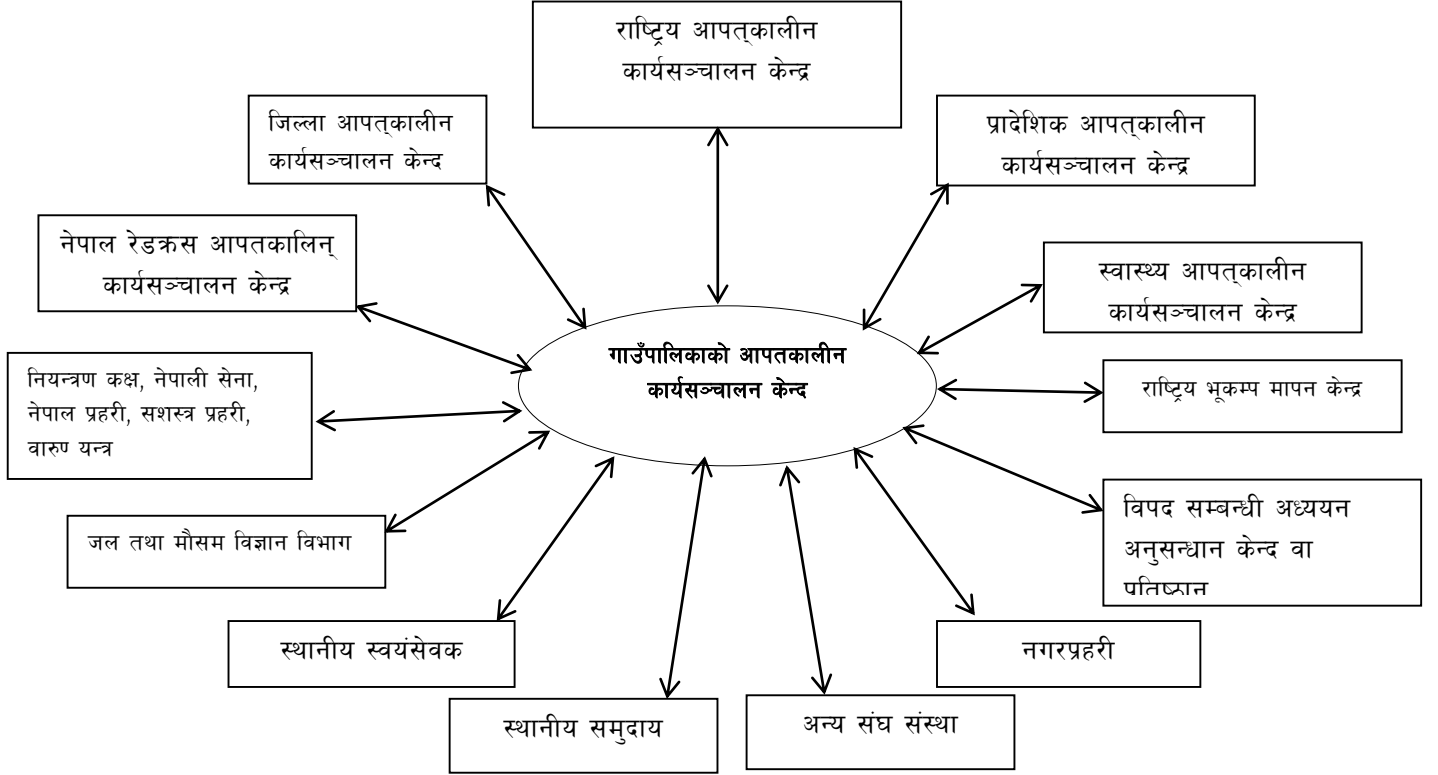 राष्ट्रिय आपत्कालीन
कार्यसञ्चालन केन्द्र
जिल्ला आपत्कालीन
कार्यसञ्चालन केन्द
प्रादेशिक आपत्कालीन
कार्यसञ्चालन केन्द्र
नेपाल रेडक्रस आपतकालिन्
कार्यसञ्चालन केन्द्र
स्वास्थ्य आपत्कालीन
कार्यसञ्चालन केन्द्र
गाउँपालिकाको आपतकालीन
कार्यसञ्चालन केन्द
नियन्त्रण कक्ष, नेपाली सेना,
नेपाल प्रहरी, सशस्त्र प्रहरी,
वारुण यन्त्र
राष्ट्रिय भूकम्प मापन केन्द्र
विपद सम्बन्धी अध्ययन
अनुसन्धान केन्द वा
प्रतिष्ठान
जल तथा मौसम विज्ञान विभाग
स्थानीय स्वयंसेवक
नगरप्रहरी
स्थानीय समुदाय
अन्य संघ संस्था